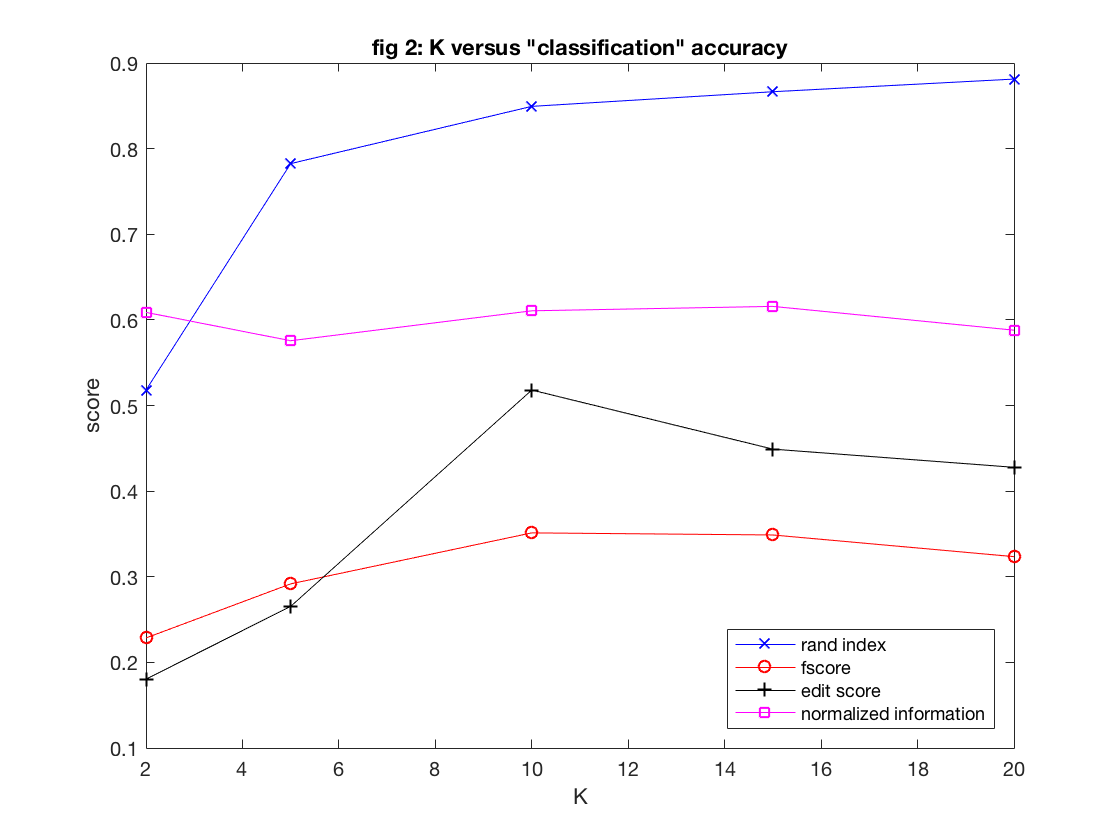 fig 2: K versus "classification" accuracy
0.9
0.8
0.7
0.6
0.5
0.4
0.3
0.2
0.1
score
2 4 6 8 10 12 14 16 18 20
K
rand index
fscore
edit score
normalized information